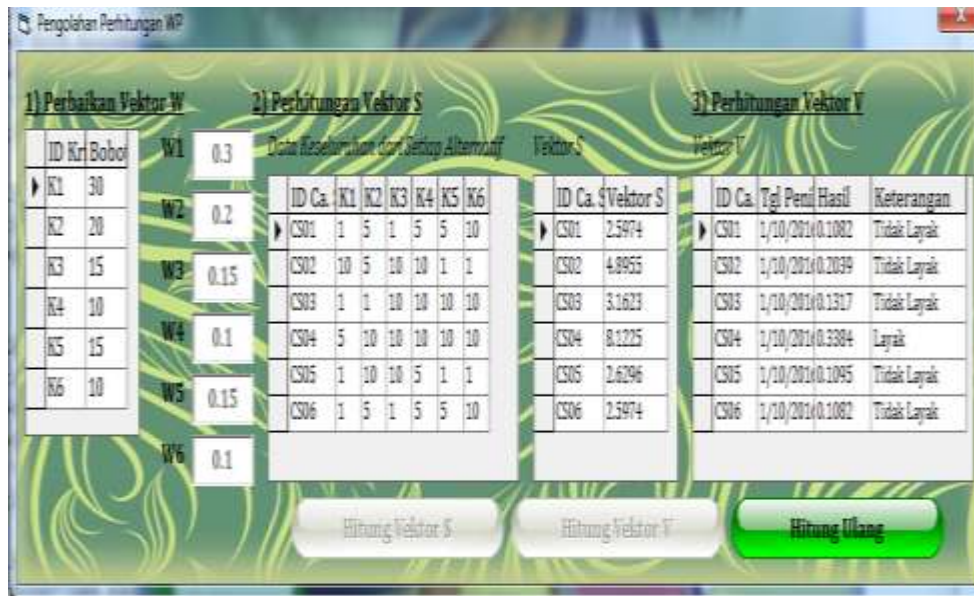 Pengolahan Perhitungan WP
X
1) Perbaikan Vektor W
2) Perhitungan Vektor S
3) Perhitungan Vektor V
Data Keseluruhan dari Setiap Alternatif
Vektor S
Vektor V
ID Kri Bobot
K1 30
K2 20
K3 15
K4 10
K5 15
K6 10
W1 0.3
W2 0.2
W3 0.15
W4 0.1
W5 0.15
W6 0.1
ID Ca. S K1 K2 K3 K4 K5 K6
CS01 1 5 1 5 5 10
CS02 10 5 10 10 1 1
CS03 1 1 10 10 10 10
CS04 5 10 10 10 10 10
CS05 1 10 10 5 1 1
CS06 1 5 1 5 5 10
ID Ca. S Vektor S
CS01 2.5974
CS02 4.8955
CS03 3.1623
CS04 8.1225
CS05 2.6296
CS06 2.5974
ID Ca. Tgl Penil Hasil Keterangan
CS01 1/10/2016 0.1082 Tidak Layak
CS02 1/10/2016 0.2039 Tidak Layak
CS03 1/10/2016 0.1317 Tidak Layak
CS04 1/10/2016 0.3384 Layak
CS05 1/10/2016 0.1095 Tidak Layak
CS06 1/10/2016 0.1082 Tidak Layak
Hitung Vektor S
Hitung Vektor V
Hitung Ulang